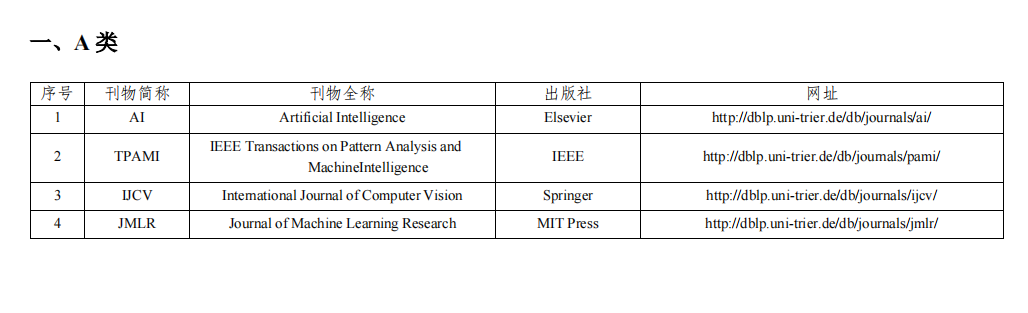 一、A 类
序号 刊物简称 刊物全称 出版社 网址
1 AI Artificial Intelligence Elsevier http://dblp.uni-trier.de/db/journals/ai/
2 TPAMI IEEE Transactions on Pattern Analysis and MachineIntelligence IEEE http://dblp.uni-trier.de/db/journals/pami/
3 IJCV International Journal of Computer Vision Springer http://dblp.uni-trier.de/db/journals/ijcv/
4 JMLR Journal of Machine Learning Research MIT Press http://dblp.uni-trier.de/db/journals/jmlr/